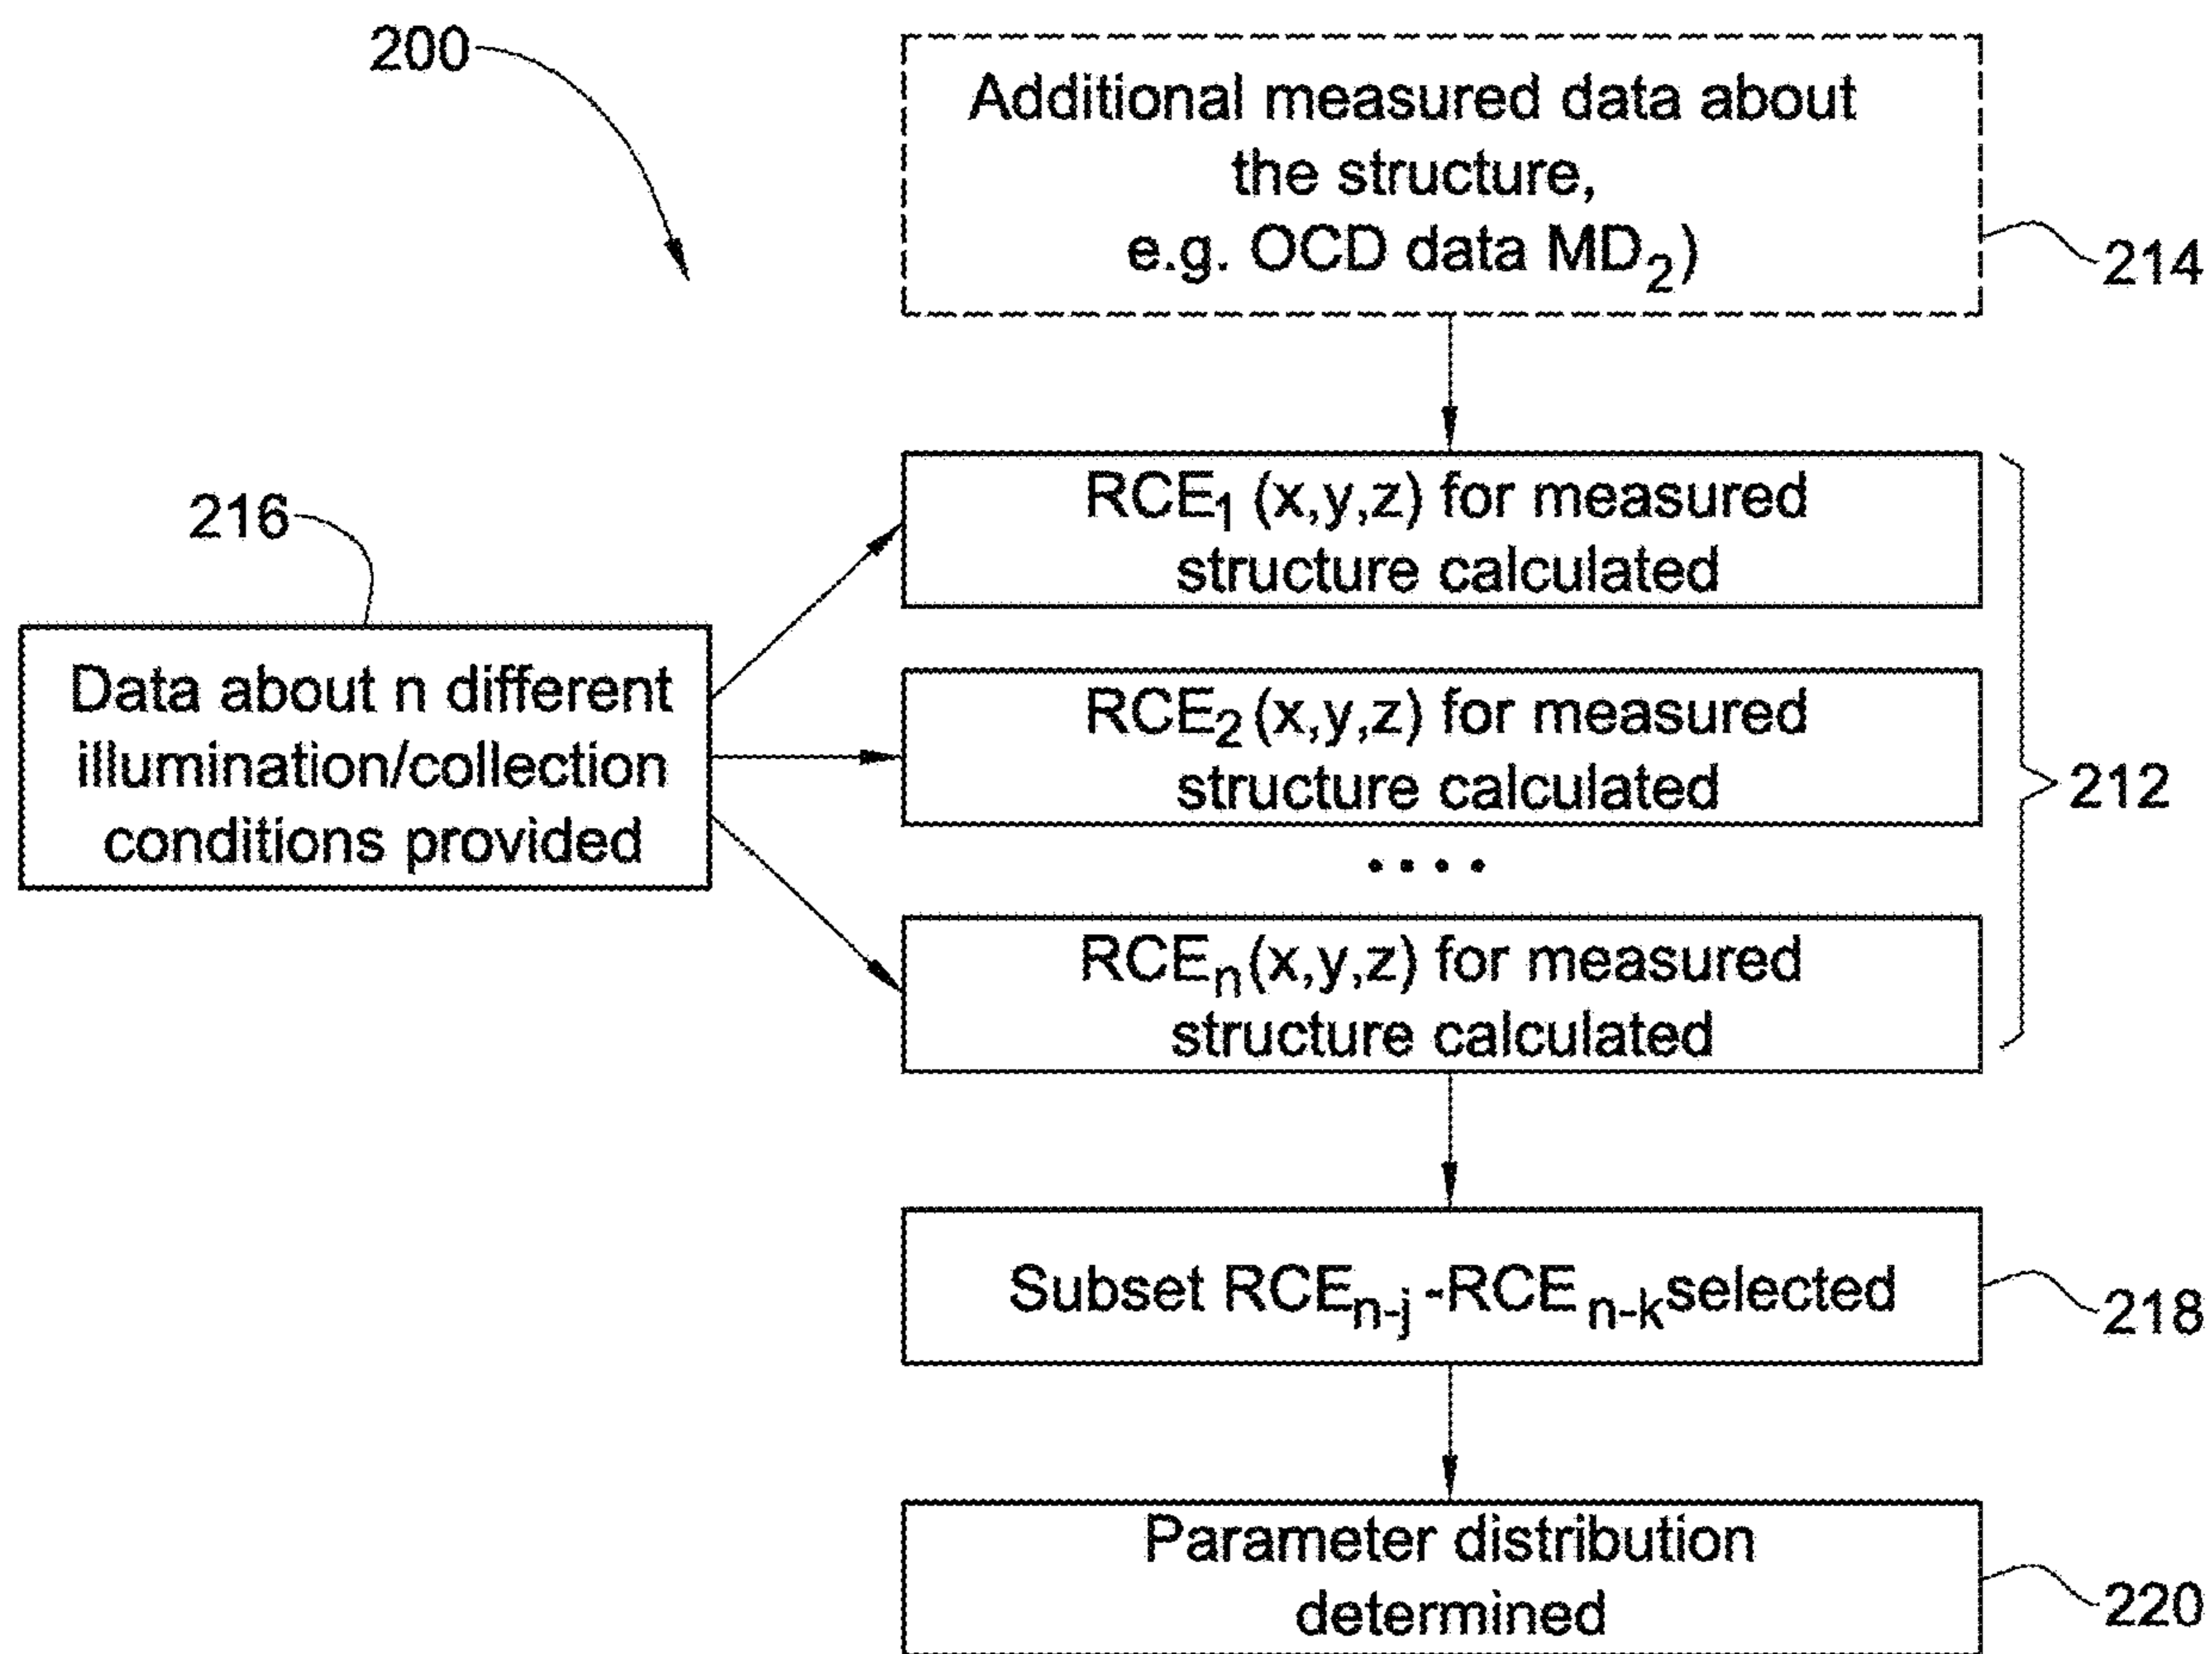 200
Additional measured data about
the structure,
e.g. OCD data MD₂)
214
RCE₁ (x,y,z) for measured
structure calculated
216
Data about n different
illumination/collection
conditions provided
RCE₂ (x,y,z) for measured
structure calculated
212
....
RCEₙ(x,y,z) for measured
structure calculated
Subset RCEn-j -RCE n-k selected
218
Parameter distribution
determined
220